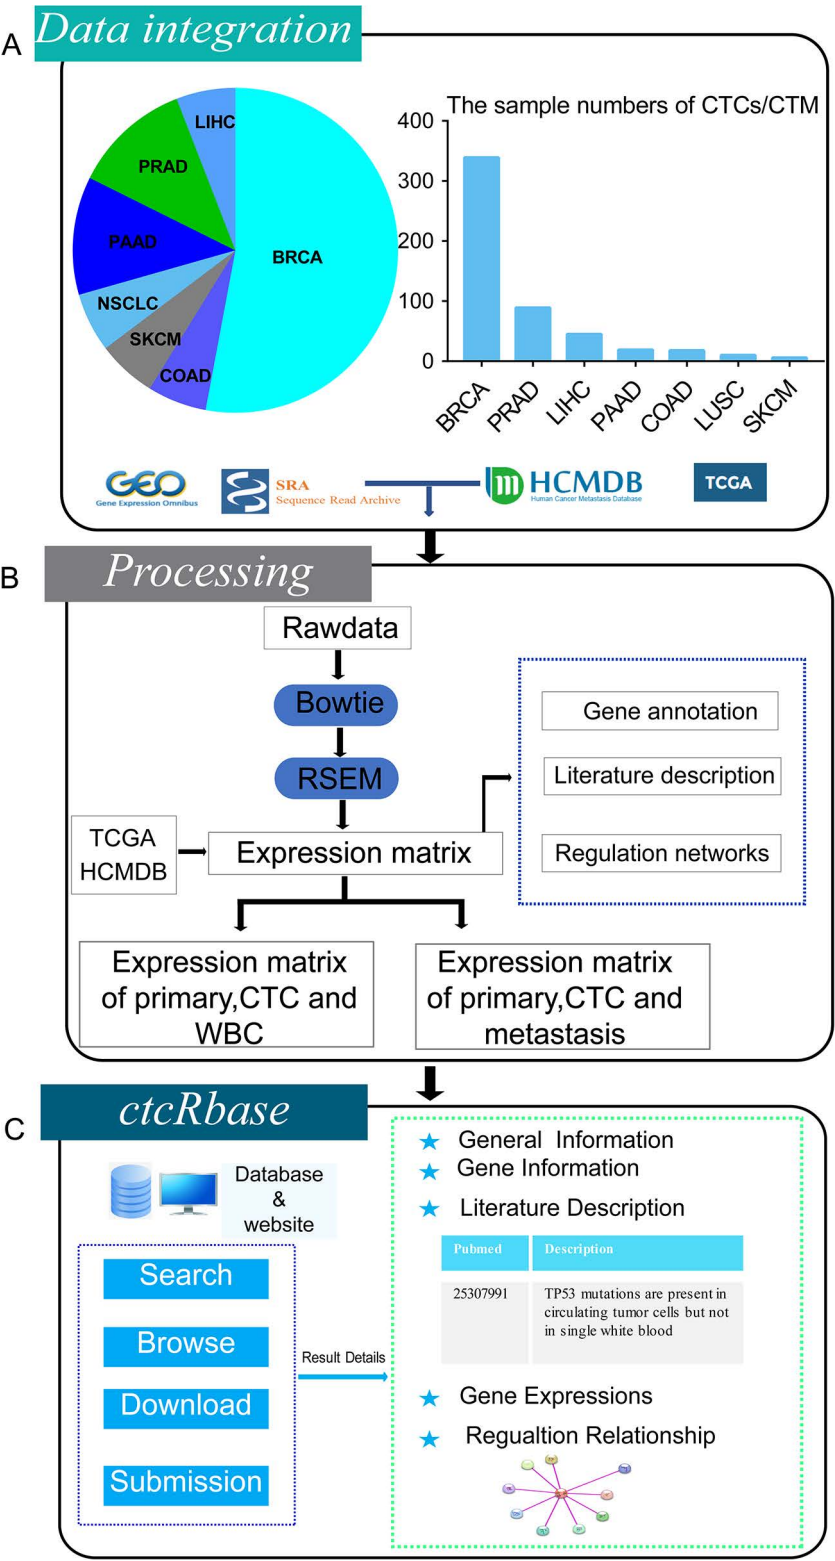 A
Data integration
LIHC
PRAD
PAAD
BRCA
NSCLC
SKCM
COAD
The sample numbers of CTCs/CTM
400
300
200
100
0
BRCA
PRAD
LIHC
PAAD
COAD
LUSC
SKCM
GEO
Gene Expression Omnibus
SRA
Sequence Read Archive
m
HCMDB
Human Cancer Metastasis Database
TCGA
B
Processing
Rawdata
Bowtie
RSEM
TCGA
HCMDB
Expression matrix
Gene annotation
Literature description
Regulation networks
Expression matrix
of primary,CTC and
WBC
Expression matrix
of primary,CTC and
metastasis
C
ctcRbase
Database
&
website
Search
Browse
Download
Submission
Result Details
General Information
Gene Information
Literature Description
Pubmed Description
25307991 TP53 mutations are present in
circulating tumor cells but not
in single white blood
Gene Expressions
Regualtion Relationship